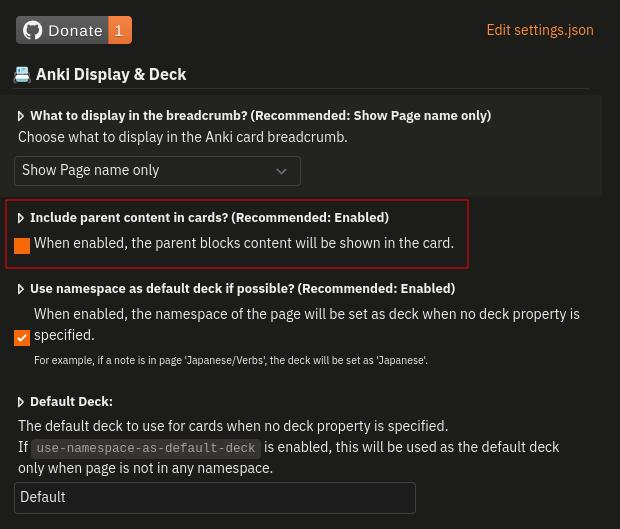 Donate 1
Edit settings.json
Anki Display & Deck
What to display in the breadcrumb? (Recommended: Show Page name only)
Choose what to display in the Anki card breadcrumb.
Show Page name only
Include parent content in cards? (Recommended: Enabled)
When enabled, the parent blocks content will be shown in the card.
Use namespace as default deck if possible? (Recommended: Enabled)
When enabled, the namespace of the page will be set as deck when no deck property is
specified.
For example, if a note is in page 'Japanese/Verbs', the deck will be set as 'Japanese'.
Default Deck:
The default deck to use for cards when no deck property is specified.
If use-namespace-as-default-deck is enabled, this will be used as the default deck
only when page is not in any namespace.
Default